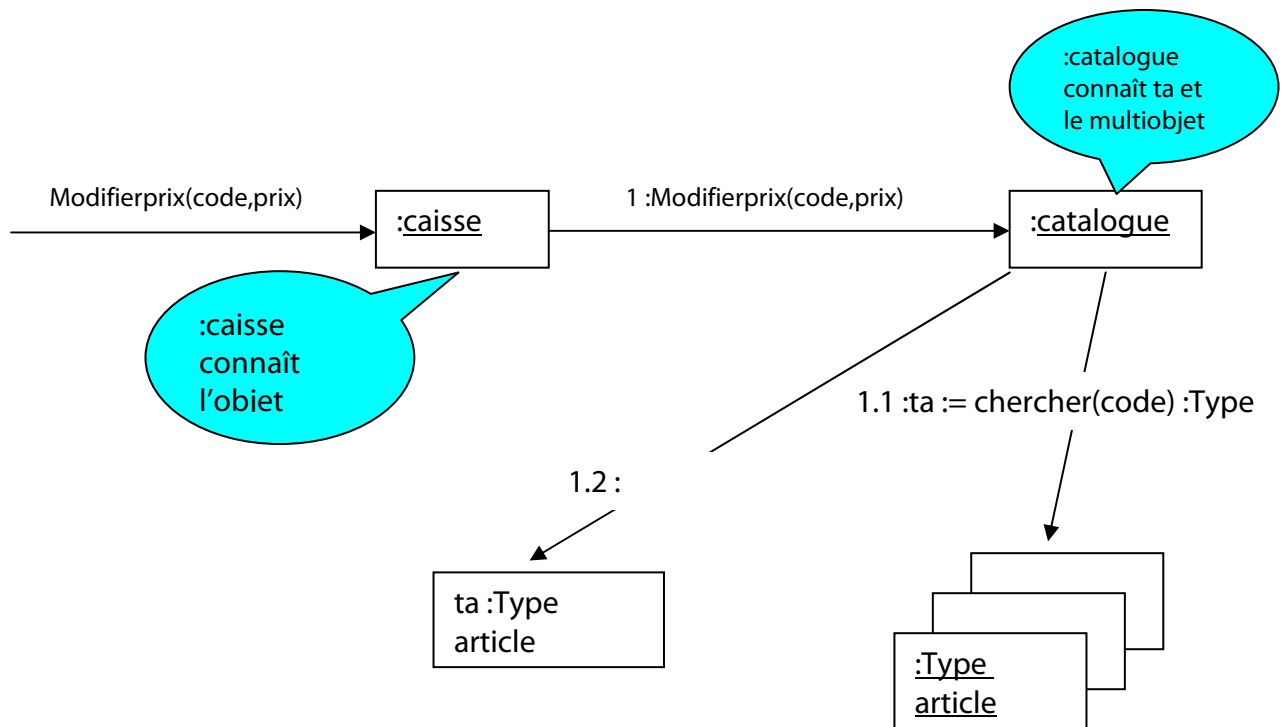 :catalogue
connaît ta et
le multiobjet
Modifierprix(code,prix)
:caisse
1 :Modifierprix(code,prix)
:catalogue
:caisse
connaît
l'obiet
1.1 :ta := chercher(code) :Type
1.2 :
ta :Type
article
:Type
article